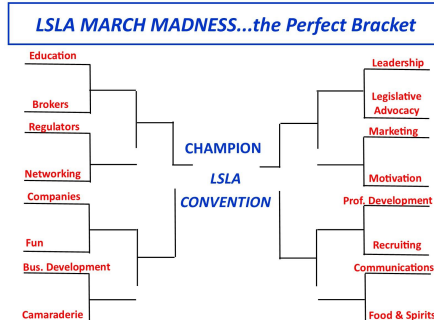 LSLA MARCH MADNESS...the Perfect Bracket
Education
Brokers
Regulators
Networking
Companies
Fun
Bus. Development
Camaraderie
CHAMPION
LSLA
CONVENTION
Leadership
Legislative
Advocacy
Marketing
Motivation
Prof. Development
Recruiting
Communications
Food & Spirits